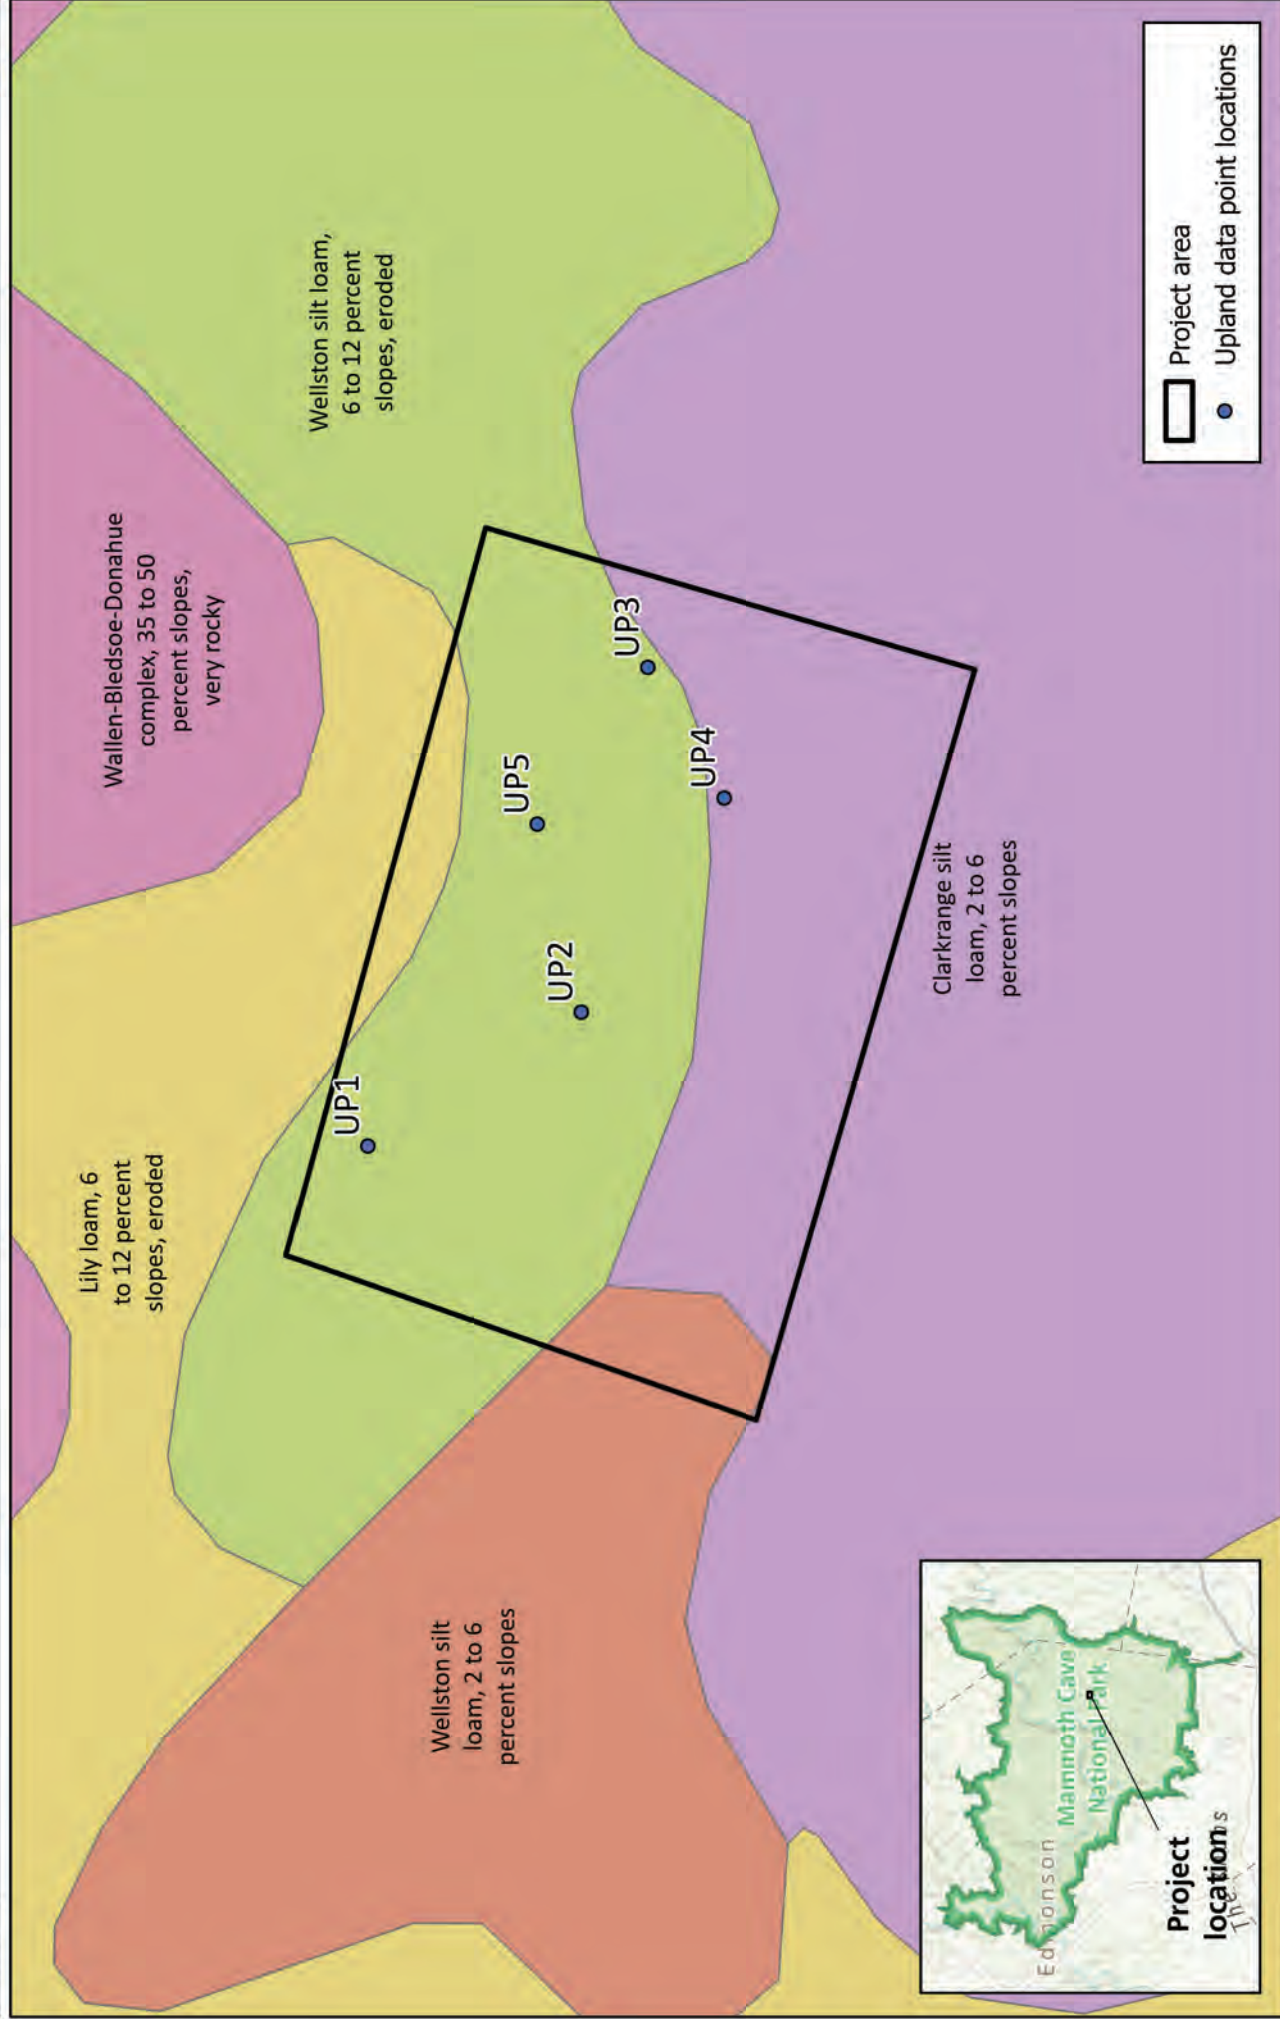 Lily loam, 6
to 12 percent
slopes, eroded
Wallen-Bledsoe-Donahue
complex, 35 to 50
percent slopes,
very rocky
Wellston silt loam,
6 to 12 percent
slopes, eroded
UP1
UP2
UP5
UP3
UP4
Wellston silt
loam, 2 to 6
percent slopes
Clarkrange silt
loam, 2 to 6
percent slopes
Edmonson
Mammoth Cave
National Park
Project
location
Project area
Upland data point locations